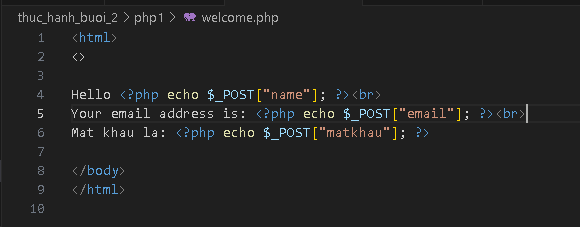 thuc_hanh_buoi_2 > php1 > welcome.php
1 <html>
2 <>
3
4 Hello <?php echo $_POST["name"]; ?><br>
5 Your email address is: <?php echo $_POST["email"]; ?><br>
6 Mat khau la: <?php echo $_POST["matkhau"]; ?>
7
8 </body>
9 </html>
10